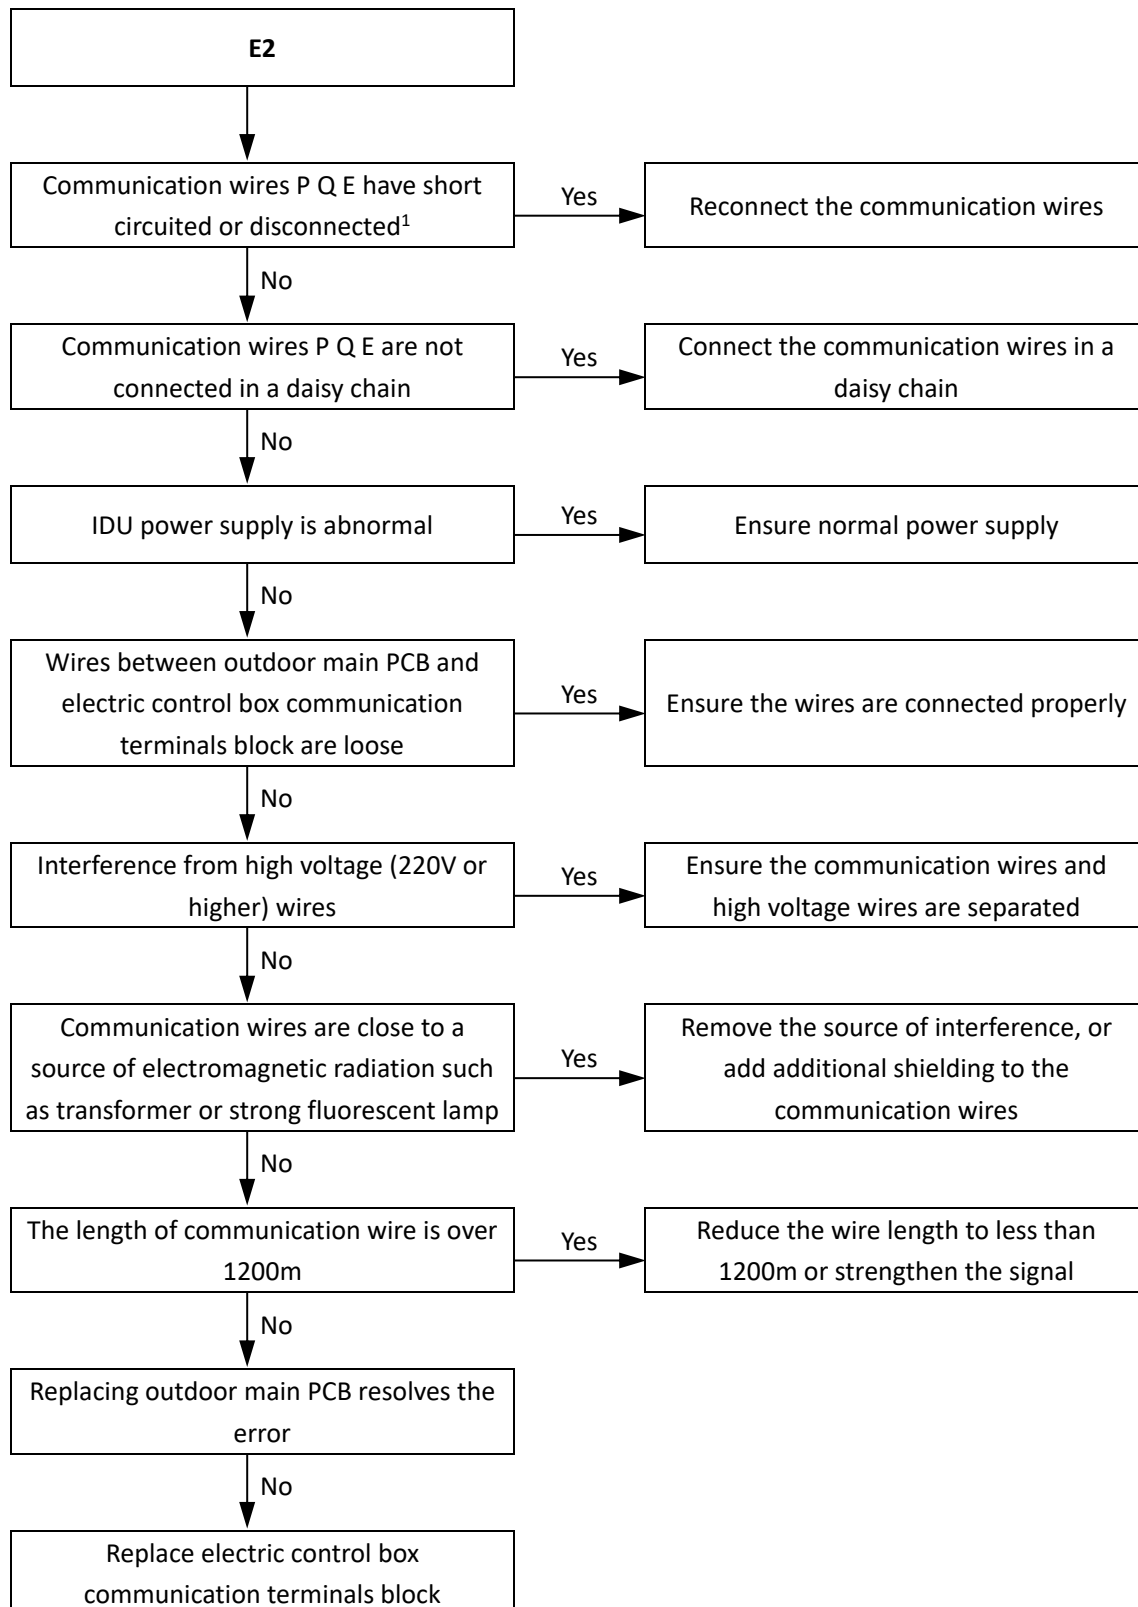 E2
Communication wires P Q E have short
circuited or disconnected¹
Yes
Reconnect the communication wires
No
Communication wires P Q E are not
connected in a daisy chain
Yes
Connect the communication wires in a
daisy chain
No
IDU power supply is abnormal
Yes
Ensure normal power supply
No
Wires between outdoor main PCB and
electric control box communication
terminals block are loose
Yes
Ensure the wires are connected properly
No
Interference from high voltage (220V or
higher) wires
Yes
Ensure the communication wires and
high voltage wires are separated
No
Communication wires are close to a
source of electromagnetic radiation such
as transformer or strong fluorescent lamp
Yes
Remove the source of interference, or
add additional shielding to the
communication wires
No
The length of communication wire is over
1200m
Yes
Reduce the wire length to less than
1200m or strengthen the signal
No
Replacing outdoor main PCB resolves the
error
No
Replace electric control box
communication terminals block